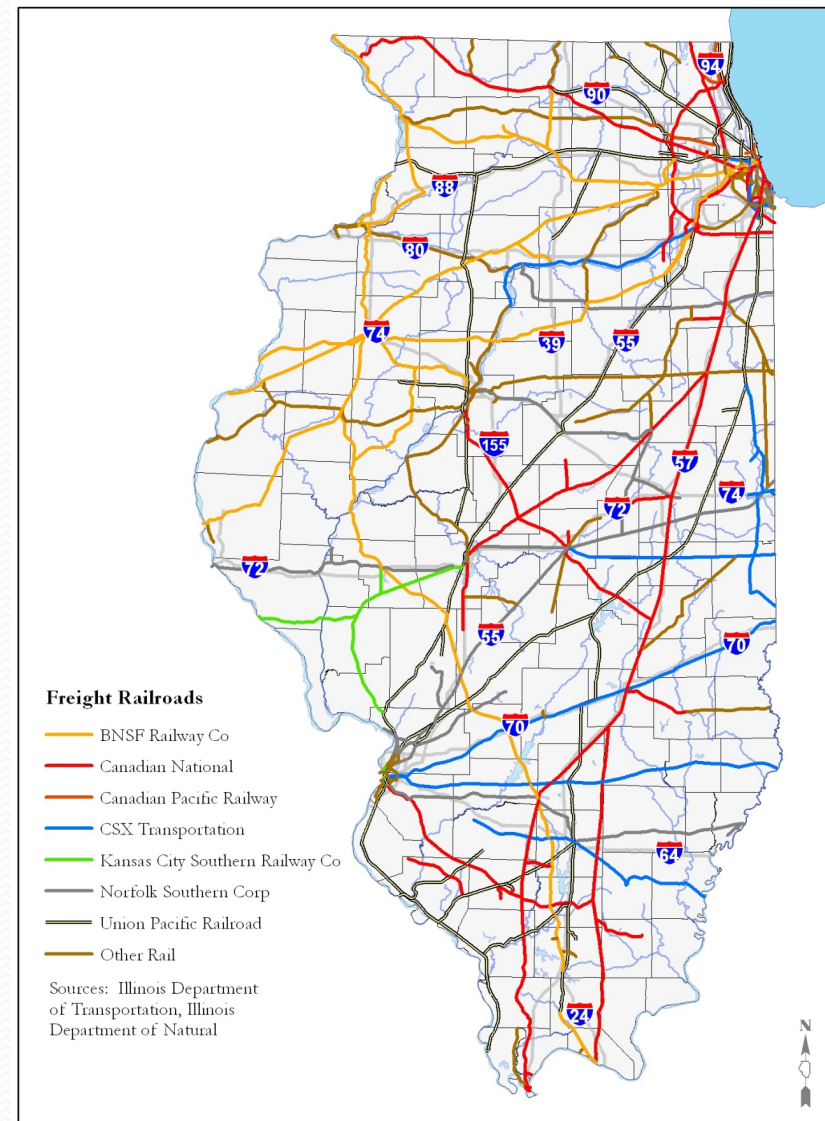 94
90
88
80
74
39
55
155
57
74
72
72
55
70
70
64
24
Freight Railroads
BNSF Railway Co
Canadian National
Canadian Pacific Railway
CSX Transportation
Kansas City Southern Railway Co
Norfolk Southern Corp
Union Pacific Railroad
Other Rail
Sources: Illinois Department
of Transportation, Illinois
Department of Natural
N